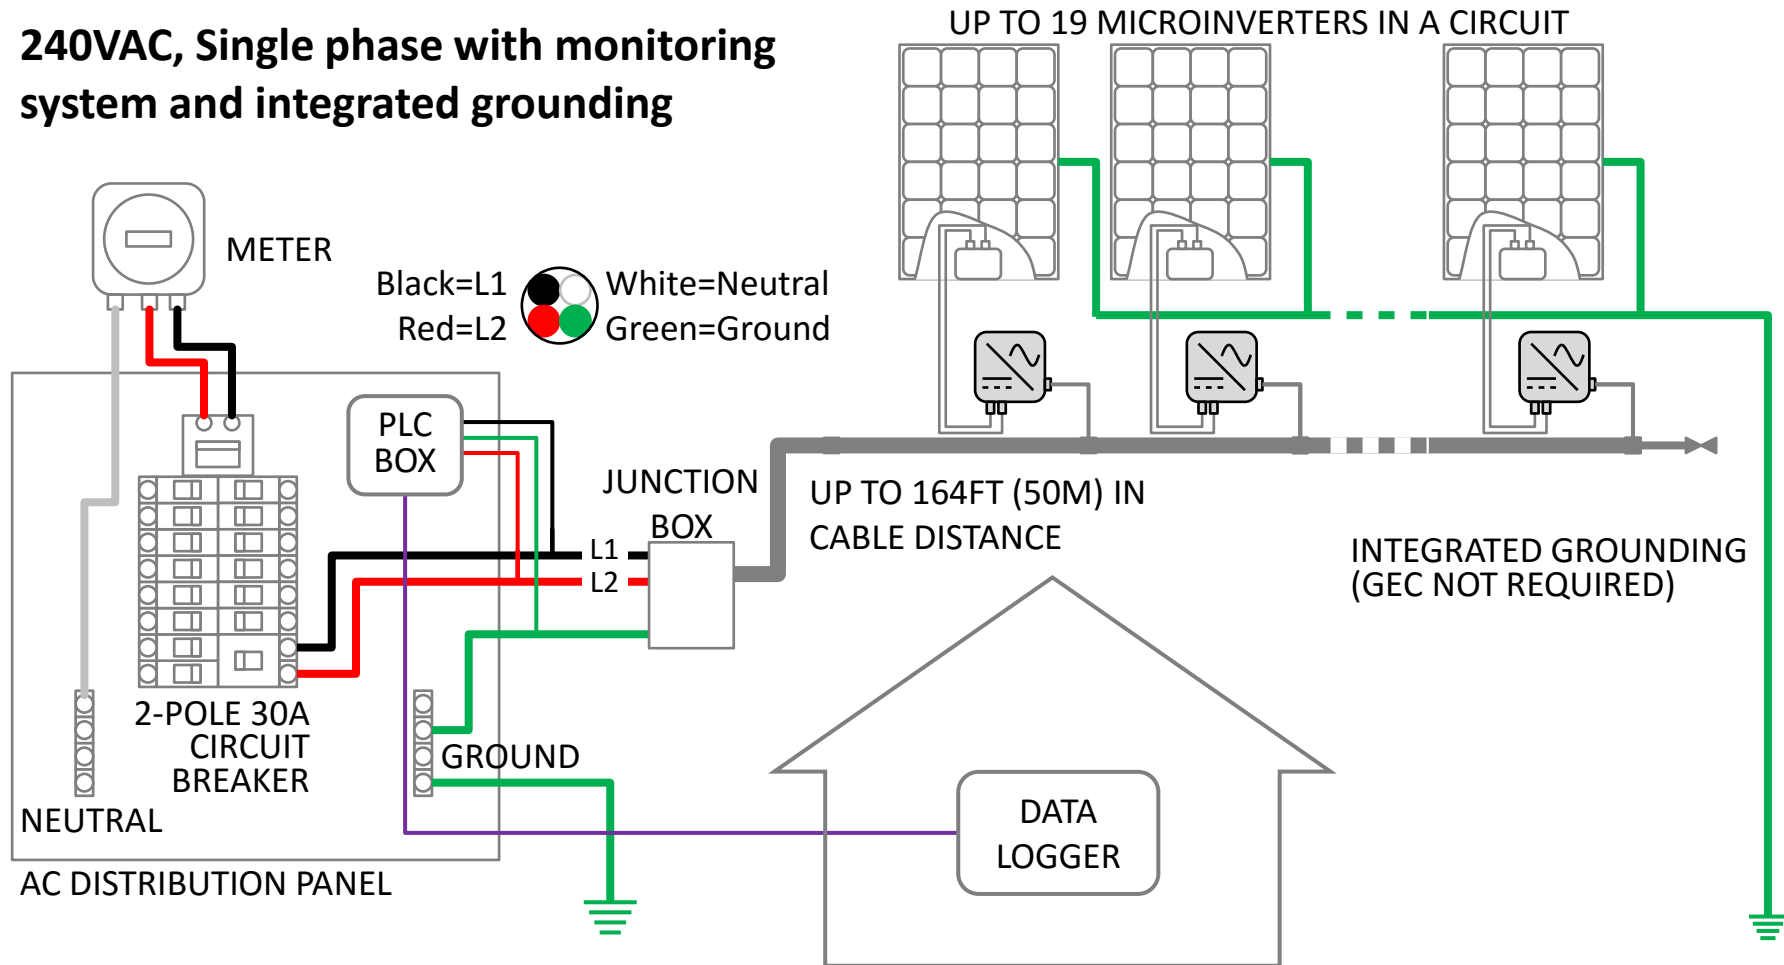 240VAC, Single phase with monitoring
system and integrated grounding
UP TO 19 MICROINVERTERS IN A CIRCUIT
METER
Black=L1
White=Neutral
Red=L2
Green=Ground
PLC
BOX
JUNCTION
BOX
L1
L2
UP TO 164FT (50M) IN
CABLE DISTANCE
INTEGRATED GROUNDING
(GEC NOT REQUIRED)
2-POLE 30A
CIRCUIT
BREAKER
GROUND
NEUTRAL
DATA
LOGGER
AC DISTRIBUTION PANEL